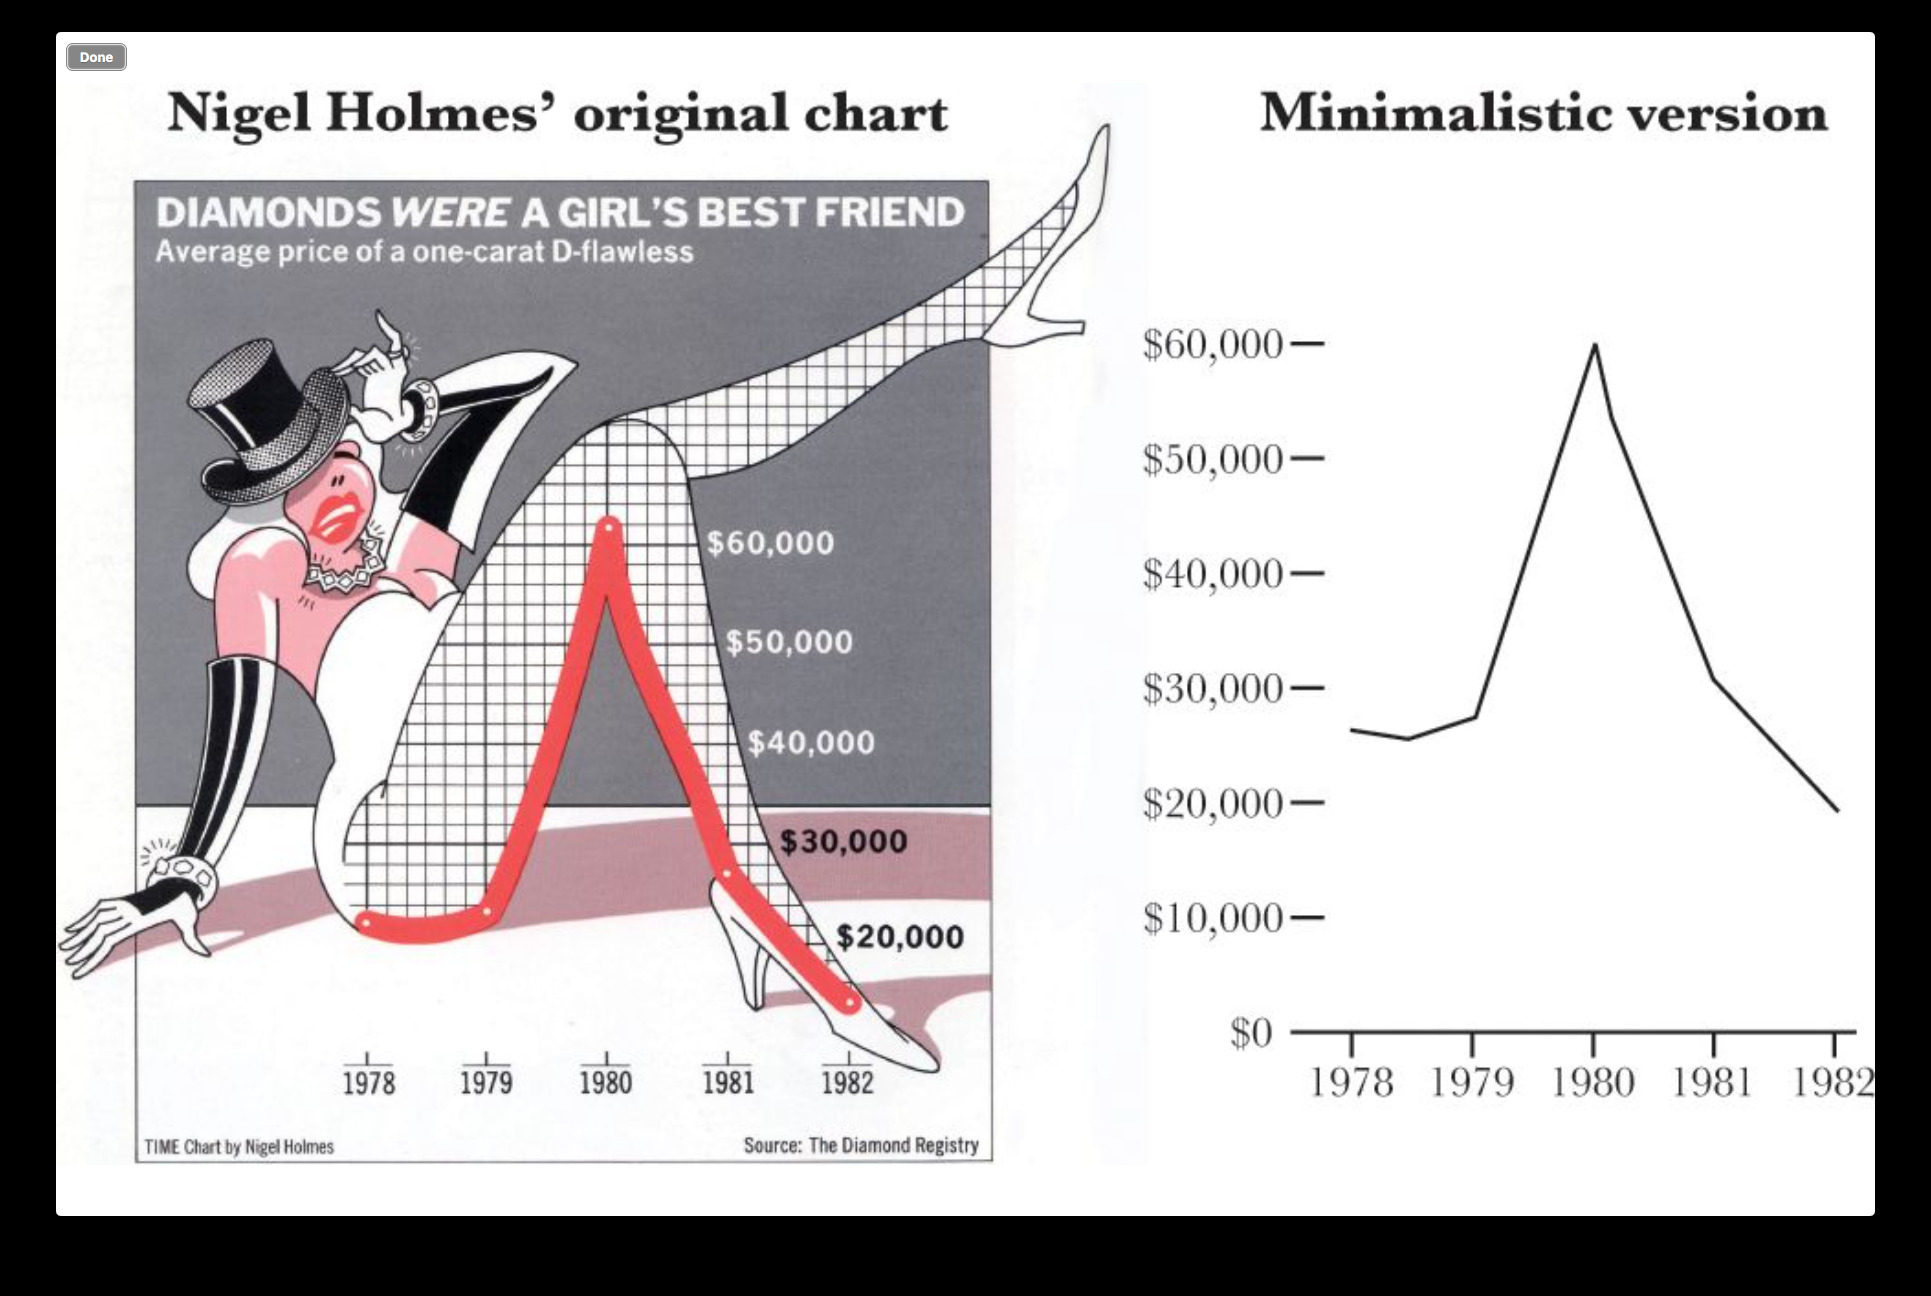 Done
Nigel Holmes’ original chart
DIAMONDS WERE A GIRL'S BEST FRIEND
Average price of a one-carat D-flawless
$60,000
$50,000
$40,000
$30,000
$20,000
1978 1979 1980 1981 1982
TIME Chart by Nigel Holmes
Source: The Diamond Registry
Minimalistic version
$60,000
$50,000
$40,000
$30,000
$20,000
$10,000
$0
1978 1979 1980 1981 1982